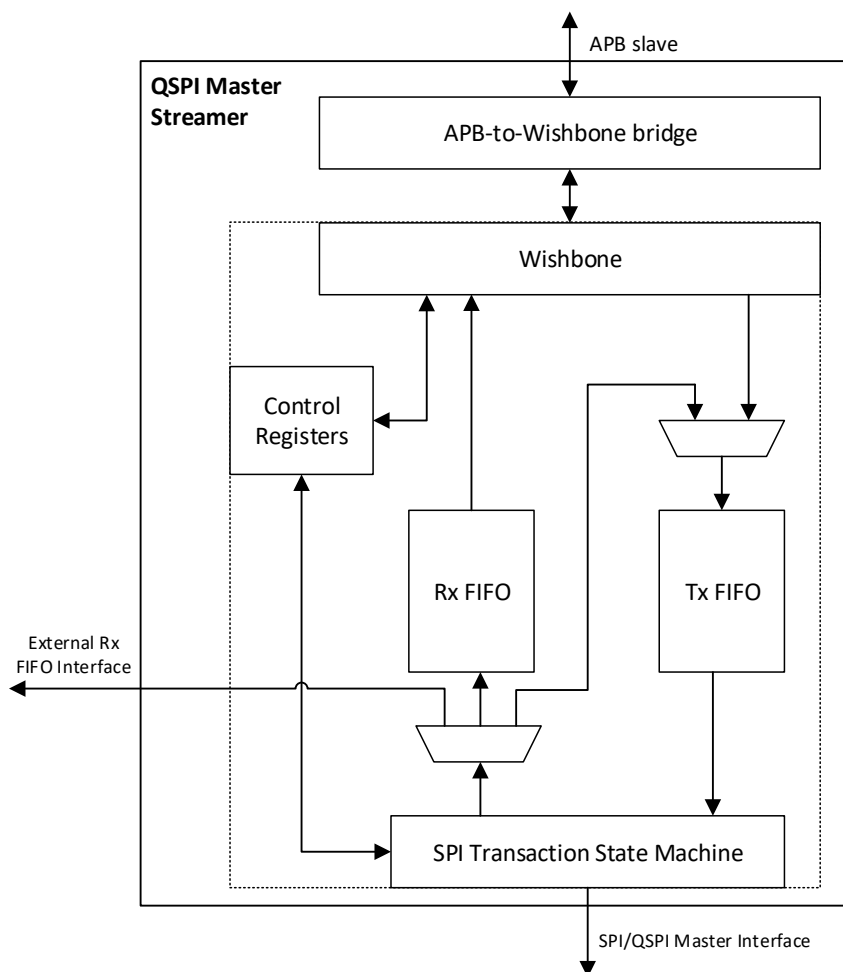 APB slave
QSPI Master
Streamer
APB-to-Wishbone bridge
Wishbone
Control
Registers
Rx FIFO
Tx FIFO
External Rx
FIFO Interface
SPI Transaction State Machine
SPI/QSPI Master Interface